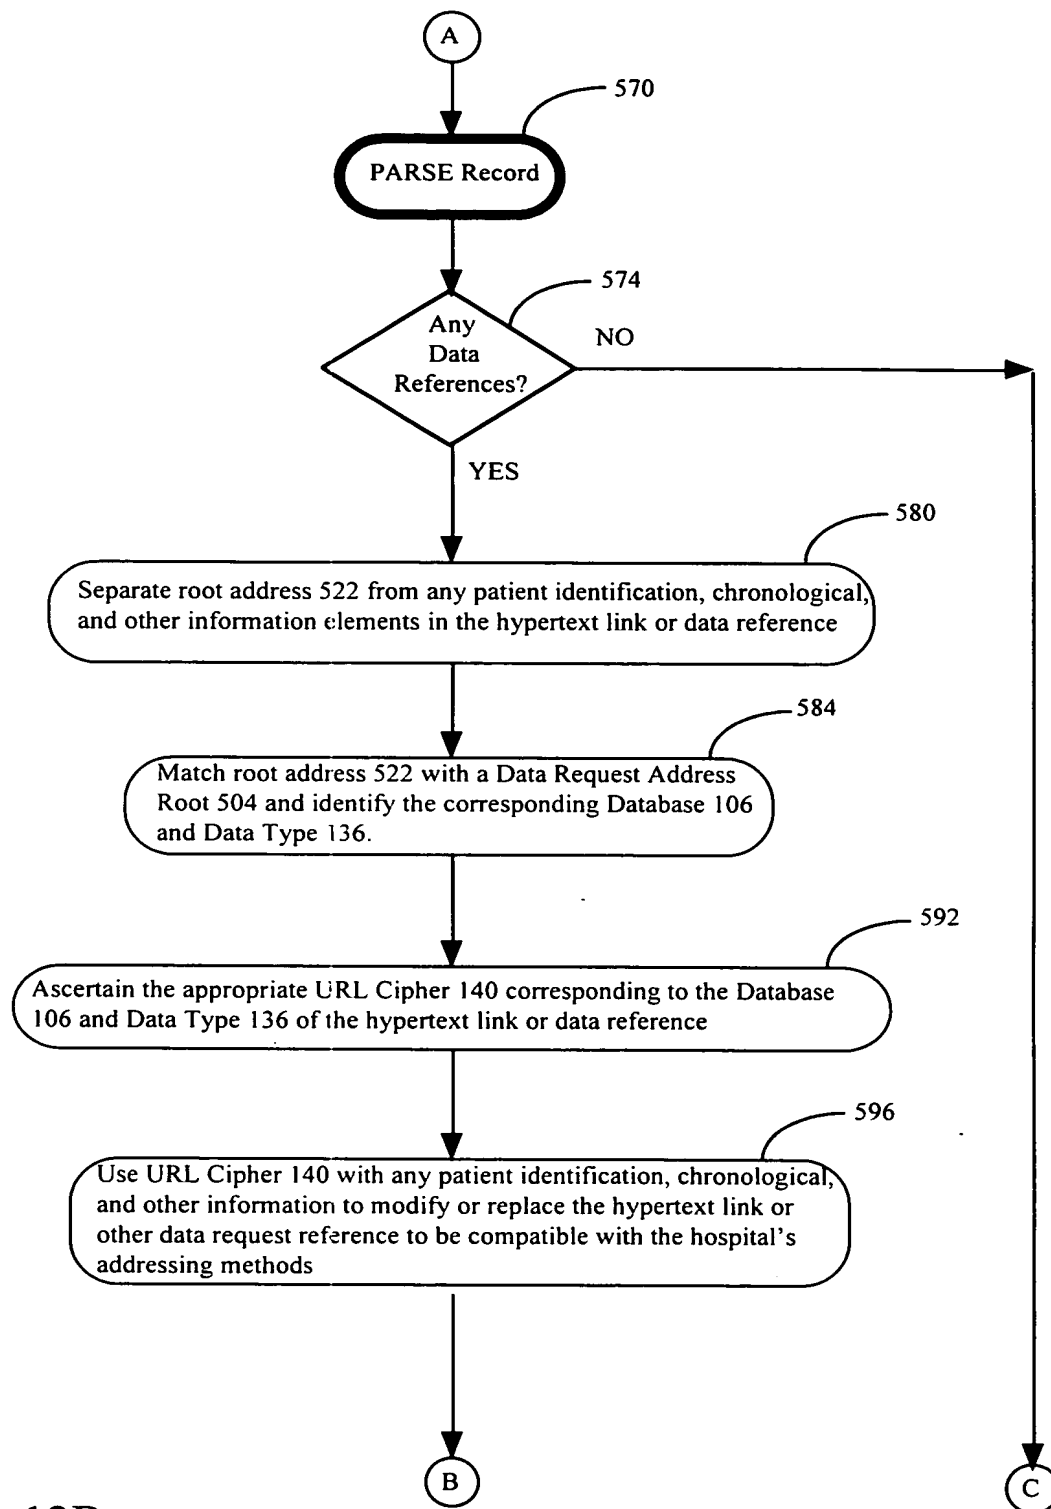 A
570
PARSE Record
574
Any
Data
References?
NO
YES
580
Separate root address 522 from any patient identification, chronological,
and other information elements in the hypertext link or data reference
584
Match root address 522 with a Data Request Address
Root 504 and identify the corresponding Database 106
and Data Type 136.
592
Ascertain the appropriate URL Cipher 140 corresponding to the Database
106 and Data Type 136 of the hypertext link or data reference
596
Use URL Cipher 140 with any patient identification, chronological,
and other information to modify or replace the hypertext link or
other data request reference to be compatible with the hospital's
addressing methods
B
C